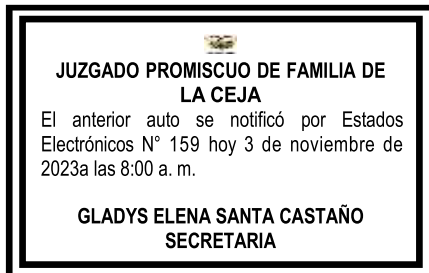 JUZGADO PROMISCUO DE FAMILIA DE
LA CEJA
El anterior auto se notificó por Estados
Electrónicos N° 159 hoy 3 de noviembre de
2023a las 8:00 a. m.
GLADYS ELENA SANTA CASTAÑO
SECRETARIA